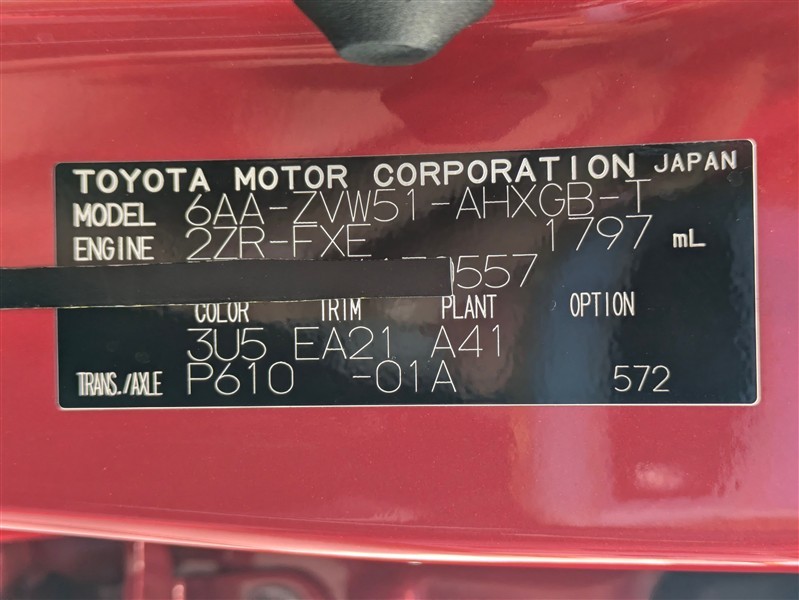 TOYOTA MOTOR CORPORATION JAPAN
MODEL 6AA-ZVW51-AHXGB-T
ENGINE 2ZR-FXE 1797 mL
557
COLOR TRIM PLANT OPTION
3U5 EA21 A41
TRANS./AXLE P610 -01A 572